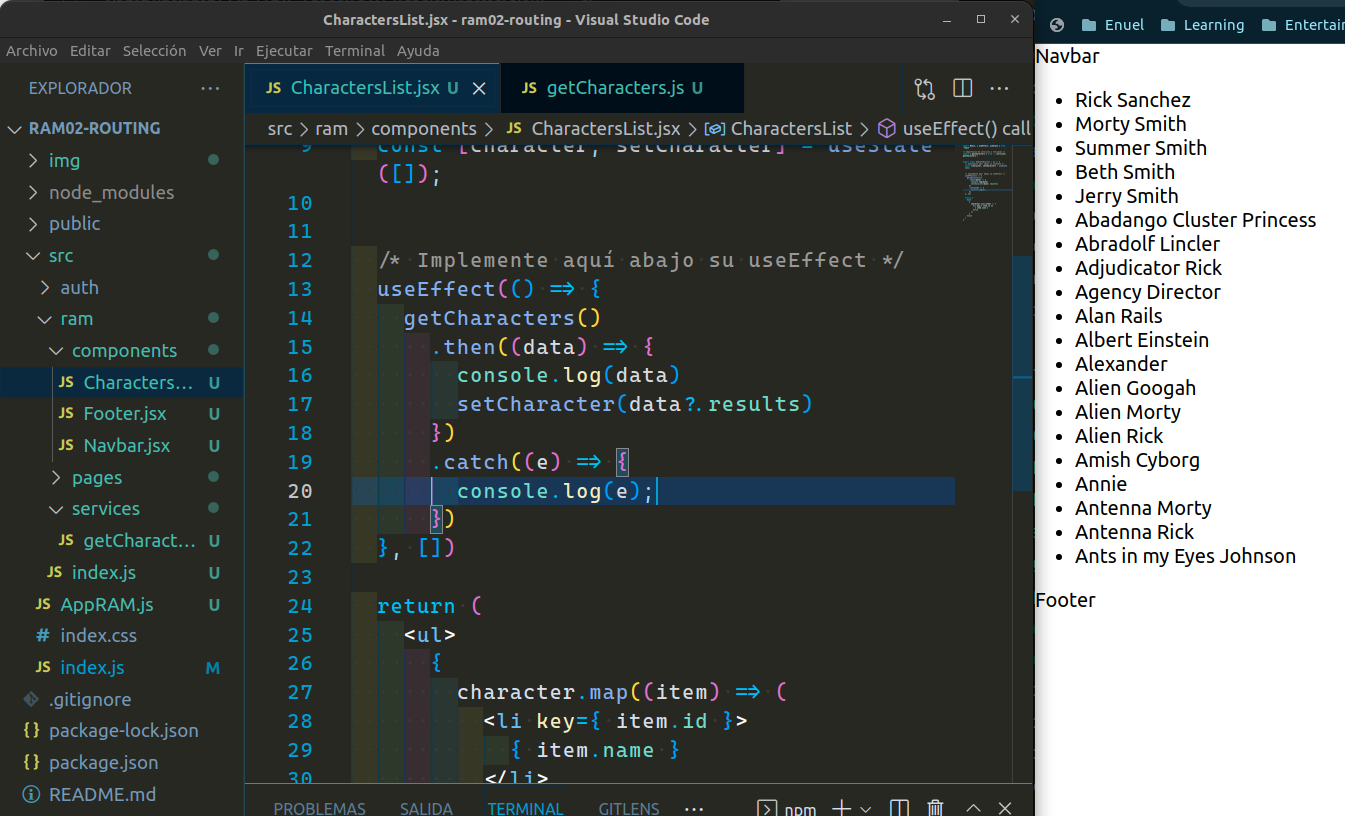 CharactersList.jsx - ram02-routing - Visual Studio Code
Archivo Editar Selección Ver Ir Ejecutar Terminal Ayuda
EXPLORADOR ···
RAM02-ROUTING
img
node_modules
public
src
auth
ram
components
JS Characters... U
JS Footer.jsx U
JS Navbar.jsx U
pages
services
JS getCharact... U
JS index.js U
JS AppRAM.js U
# index.css
JS index.js M
.gitignore
{} package-lock.json
{} package.json
README.md
JS CharactersList.jsx U
JS getCharacters.js U
src > ram > components > JS CharactersList.jsx > CharactersList > useEffect() call
9 const [character, setCharacter] = useState
([]);
10
11
12 /* Implemente aquí abajo su useEffect */
13 useEffect(() => {
14 getCharacters()
15 .then((data) => {
16 console.log(data)
17 setCharacter(data?.results)
18 })
19 .catch((e) => {
20 console.log(e);
21 })
22 }, [])
23
24 return (
25 <ul>
26 {
27 character.map((item) => (
28 <li key={ item.id }>
29 { item.name }
30 </li>
PROBLEMAS SALIDA TERMINAL GITLENS ··· npm
Enuel Learning Entertai
Navbar
• Rick Sanchez
• Morty Smith
• Summer Smith
• Beth Smith
• Jerry Smith
• Abadango Cluster Princess
• Abradolf Lincler
• Adjudicator Rick
• Agency Director
• Alan Rails
• Albert Einstein
• Alexander
• Alien Googah
• Alien Morty
• Alien Rick
• Amish Cyborg
• Annie
• Antenna Morty
• Antenna Rick
• Ants in my Eyes Johnson
Footer